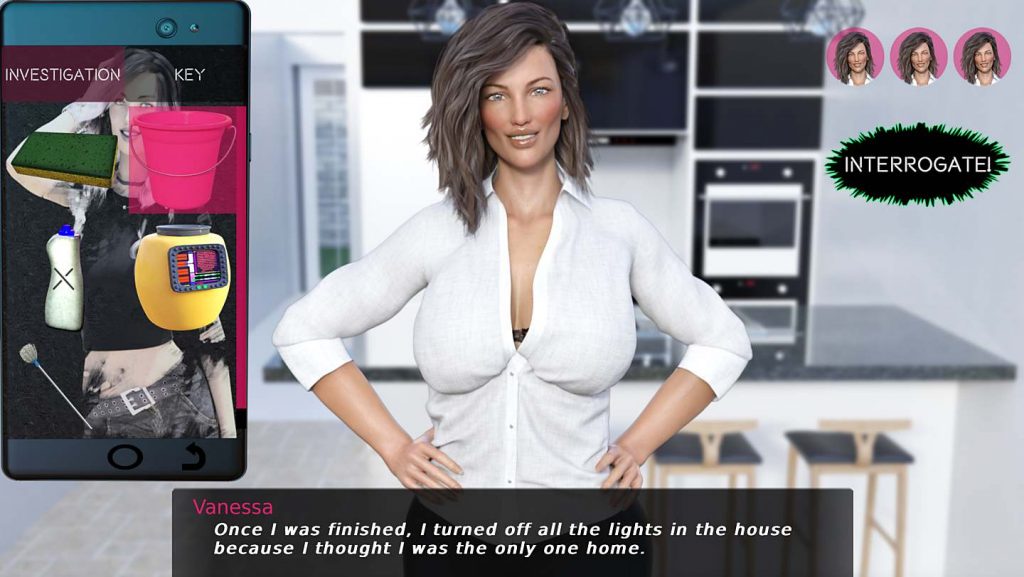 INVESTIGATION
KEY
INTERROGATE!
Vanessa
Once I was finished, I turned off all the lights in the house
because I thought I was the only one home.